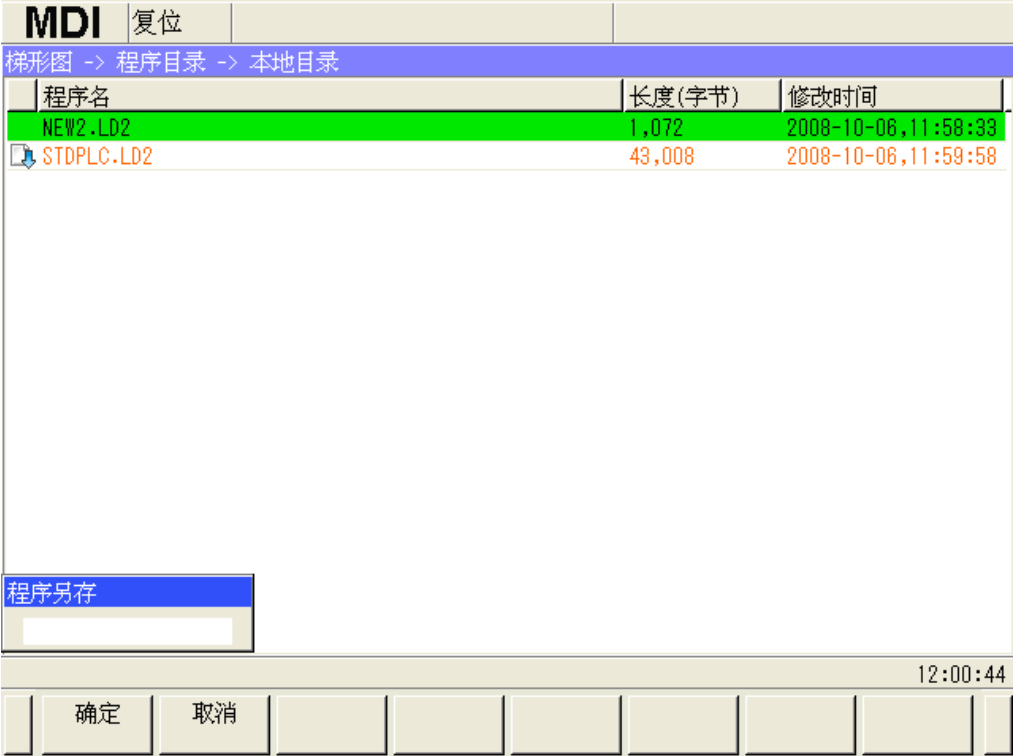 MDI 复位
梯形图 -> 程序目录 -> 本地目录
程序名 长度(字节) 修改时间
NEW2.LD2 1,072 2008-10-06,11:58:33
STDPLC.LD2 43,008 2008-10-06,11:59:58
程序另存
12:00:44
确定 取消